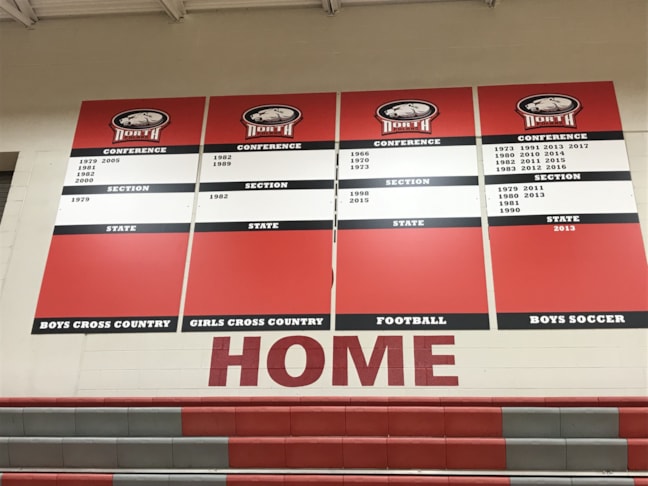 NORTH
CONFERENCE
1979 2005
1981
1982
2000
SECTION
1979
STATE
BOYS CROSS COUNTRY
NORTH
CONFERENCE
1982
1989
SECTION
1982
STATE
GIRLS CROSS COUNTRY
NORTH
CONFERENCE
1966
1970
1973
SECTION
1998
2015
STATE
FOOTBALL
NORTH
CONFERENCE
1973 1991 2013 2017
1980 2010 2014
1982 2011 2015
1983 2012 2016
SECTION
1979 2011
1980 2013
1981
1990
STATE
2013
BOYS SOCCER
HOME